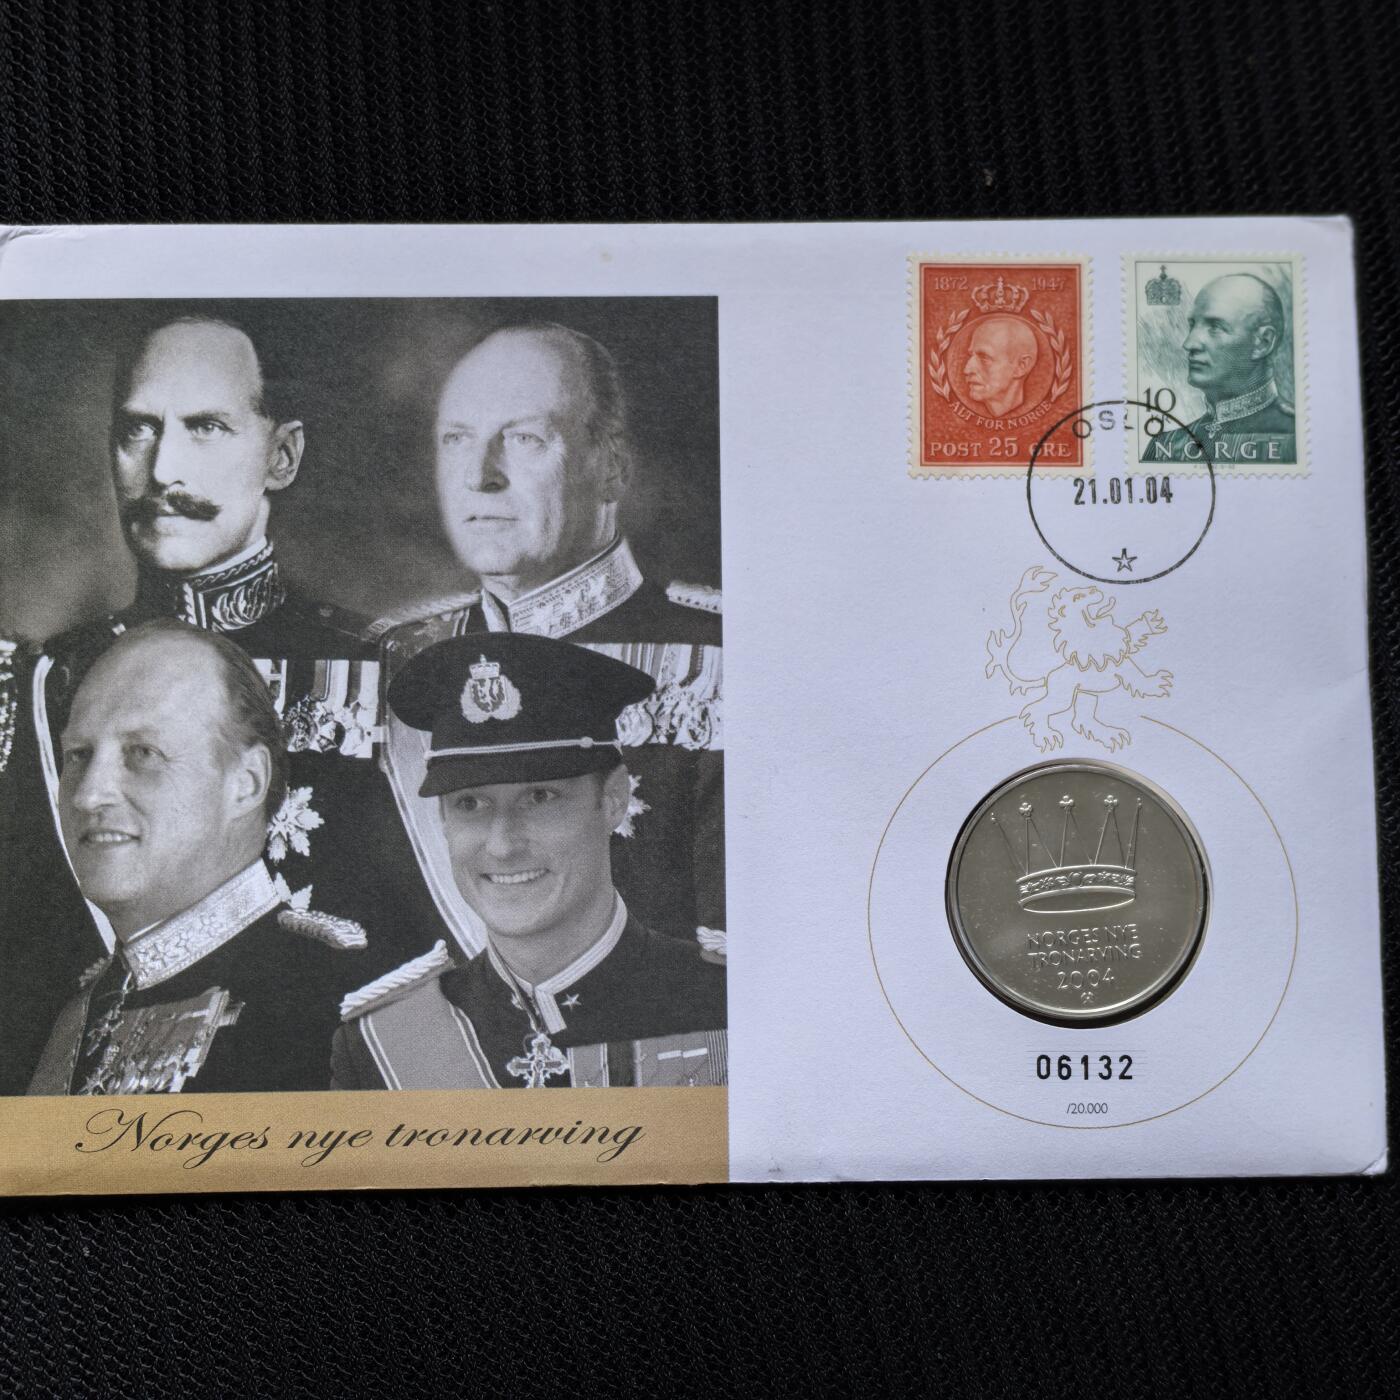 1872 1947
ALT FOR NORGE
POST 25 ØRE
10
NORGE
OSLO
21.01.04
NORGES NYE
TRONARVING
2004
06132
/20.000
Norges nye tronarving